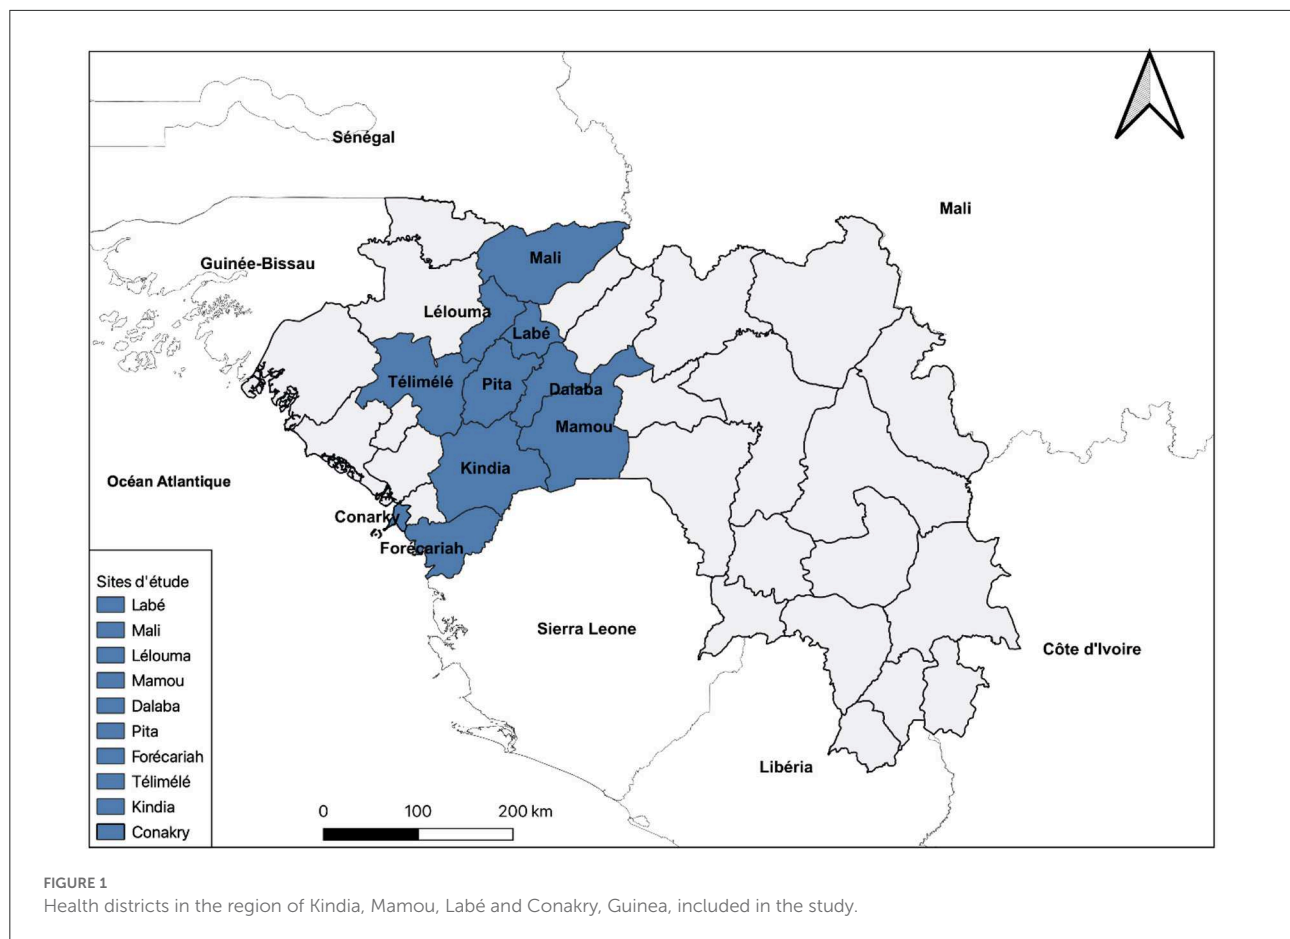 Sénégal
Mali
Guinée-Bissau
Mali
Lélouma
Labé
Télimélé
Pita
Dalaba
Mamou
Kindia
Océan Atlantique
Conarky
Forécariah
Sites d'étude
Labé
Mali
Lélouma
Mamou
Dalaba
Pita
Forécariah
Télimélé
Kindia
Conakry
Sierra Leone
Côte d'Ivoire
Libéria
0 100 200 km
FIGURE 1
Health districts in the region of Kindia, Mamou, Labé and Conakry, Guinea, included in the study.